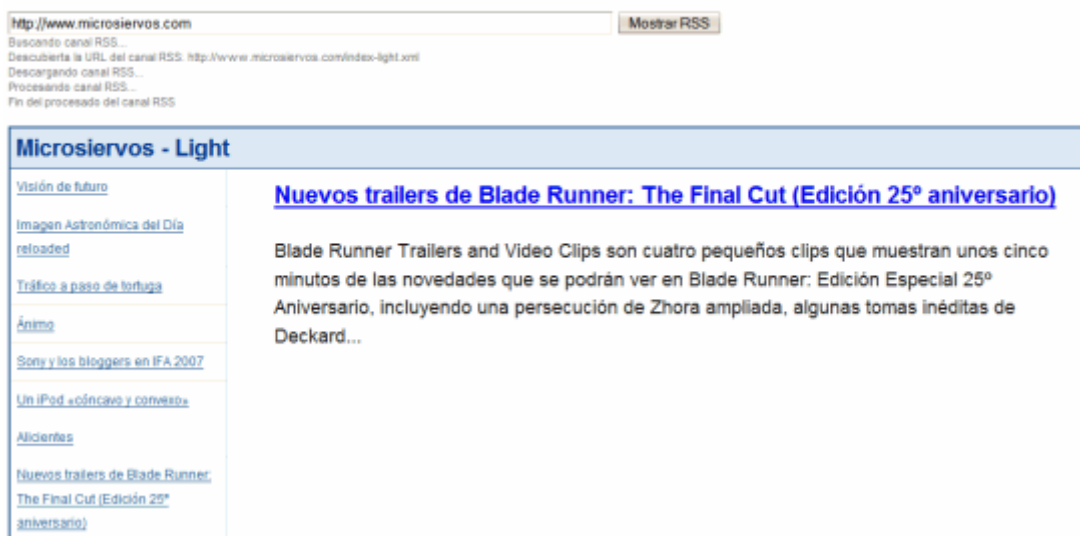 http://www.microsiervos.com
Mostrar RSS
Buscando canal RSS...
Descubierta la URL del canal RSS: http://www.microsiervos.com/index-light.xml
Descargando canal RSS...
Procesando canal RSS...
Fin del procesado del canal RSS
Microsiervos - Light
Visión de futuro
Imagen Astronómica del Día
reloaded
Tráfico a paso de tortuga
Ánimo
Sony y los bloggers en IFA 2007
Un iPod «cóncavo y convexo»
Alicientes
Nuevos trailers de Blade Runner:
The Final Cut (Edición 25º
aniversario)
Nuevos trailers de Blade Runner: The Final Cut (Edición 25º aniversario)
Blade Runner Trailers and Video Clips son cuatro pequeños clips que muestran unos cinco
minutos de las novedades que se podrán ver en Blade Runner: Edición Especial 25º
Aniversario, incluyendo una persecución de Zhora ampliada, algunas tomas inéditas de
Deckard...